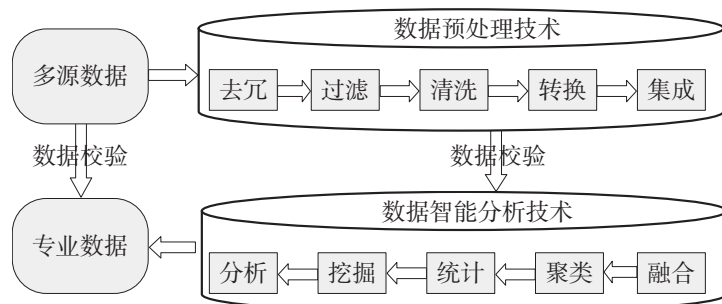 数据预处理技术
多源数据
去冗 过滤 清洗 转换 集成
数据校验 数据校验
数据智能分析技术
专业数据
分析 挖掘 统计 聚类 融合